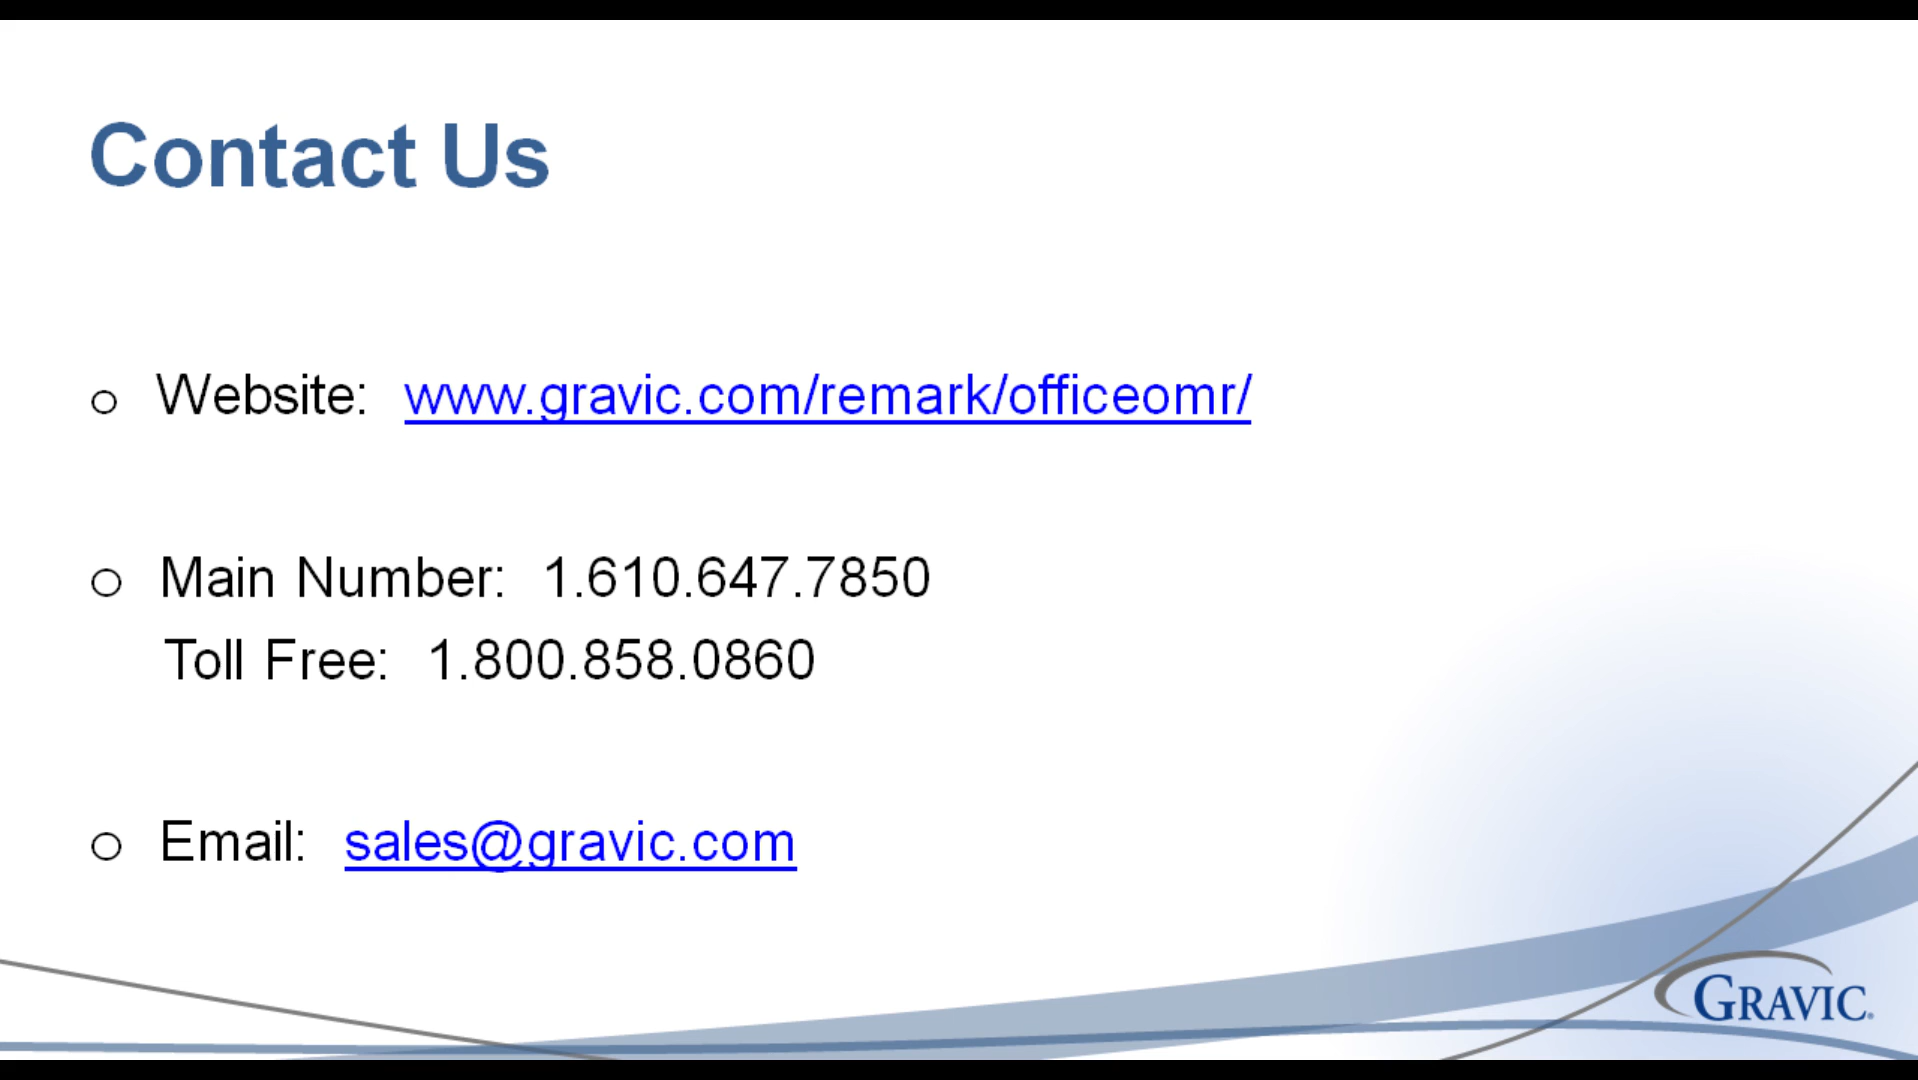 Contact Us
Website: www.gravic.com/remark/officeomr/
Main Number: 1.610.647.7850
Toll Free: 1.800.858.0860
Email: sales@gravic.com
GRAVIC®